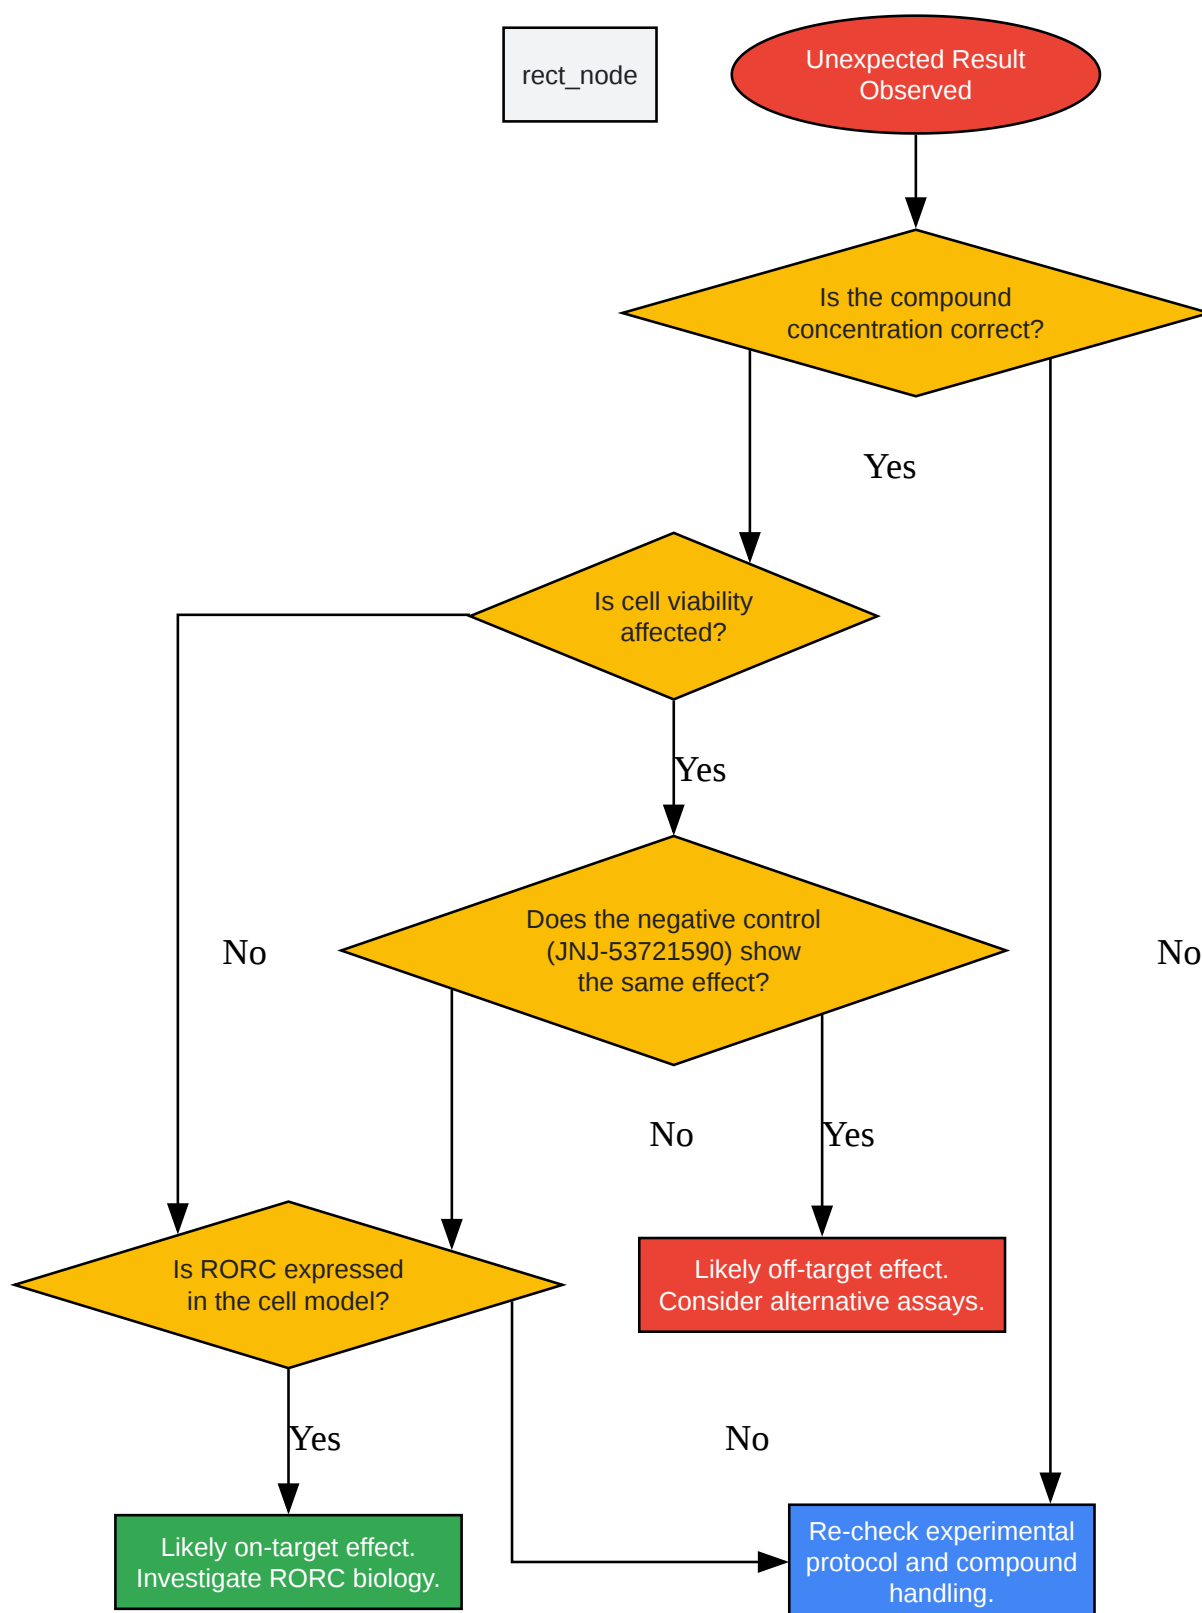 rect_node
Unexpected Result
Observed
Is the compound
concentration correct?
Yes
Is cell viability
affected?
Yes
Does the negative control
(JNJ-53721590) show
the same effect?
No
No
No
Yes
Is RORC expressed
in the cell model?
Likely off-target effect.
Consider alternative assays.
Yes
No
Likely on-target effect.
Investigate RORC biology.
Re-check experimental
protocol and compound
handling.